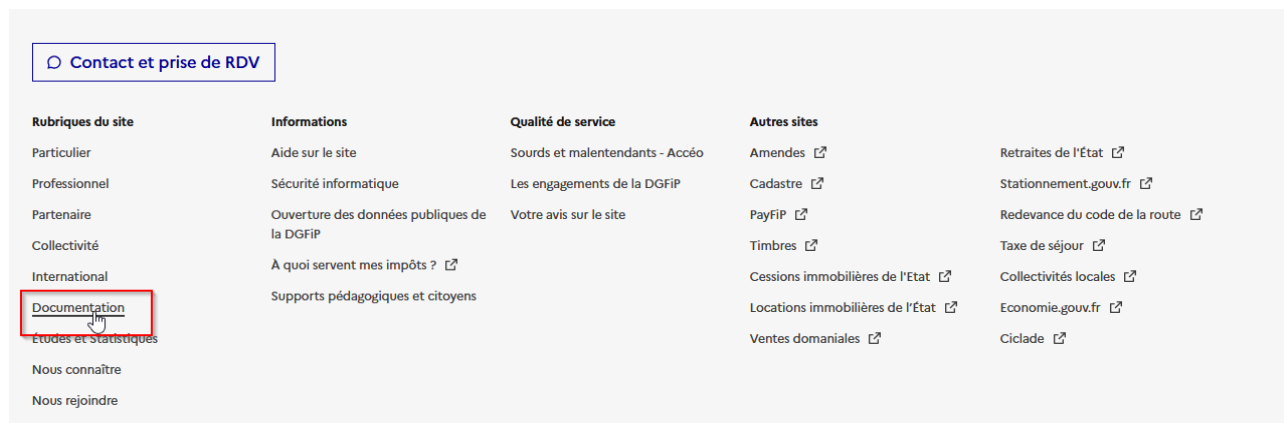 Contact et prise de RDV
Rubriques du site
Particulier
Professionnel
Partenaire
Collectivité
International
Documentation
Études et Statistiques
Nous connaître
Nous rejoindre
Informations
Aide sur le site
Sécurité informatique
Ouverture des données publiques de
la DGFiP
À quoi servent mes impôts ?
Supports pédagogiques et citoyens
Qualité de service
Sourds et malentendants - Accéo
Les engagements de la DGFiP
Votre avis sur le site
Autres sites
Amendes
Cadastre
PayFiP
Timbres
Cessions immobilières de l'Etat
Locations immobilières de l’État
Ventes domaniales
Retraites de l'État
Stationnement.gouv.fr
Redevance du code de la route
Taxe de séjour
Collectivités locales
Economie.gouv.fr
Ciclade